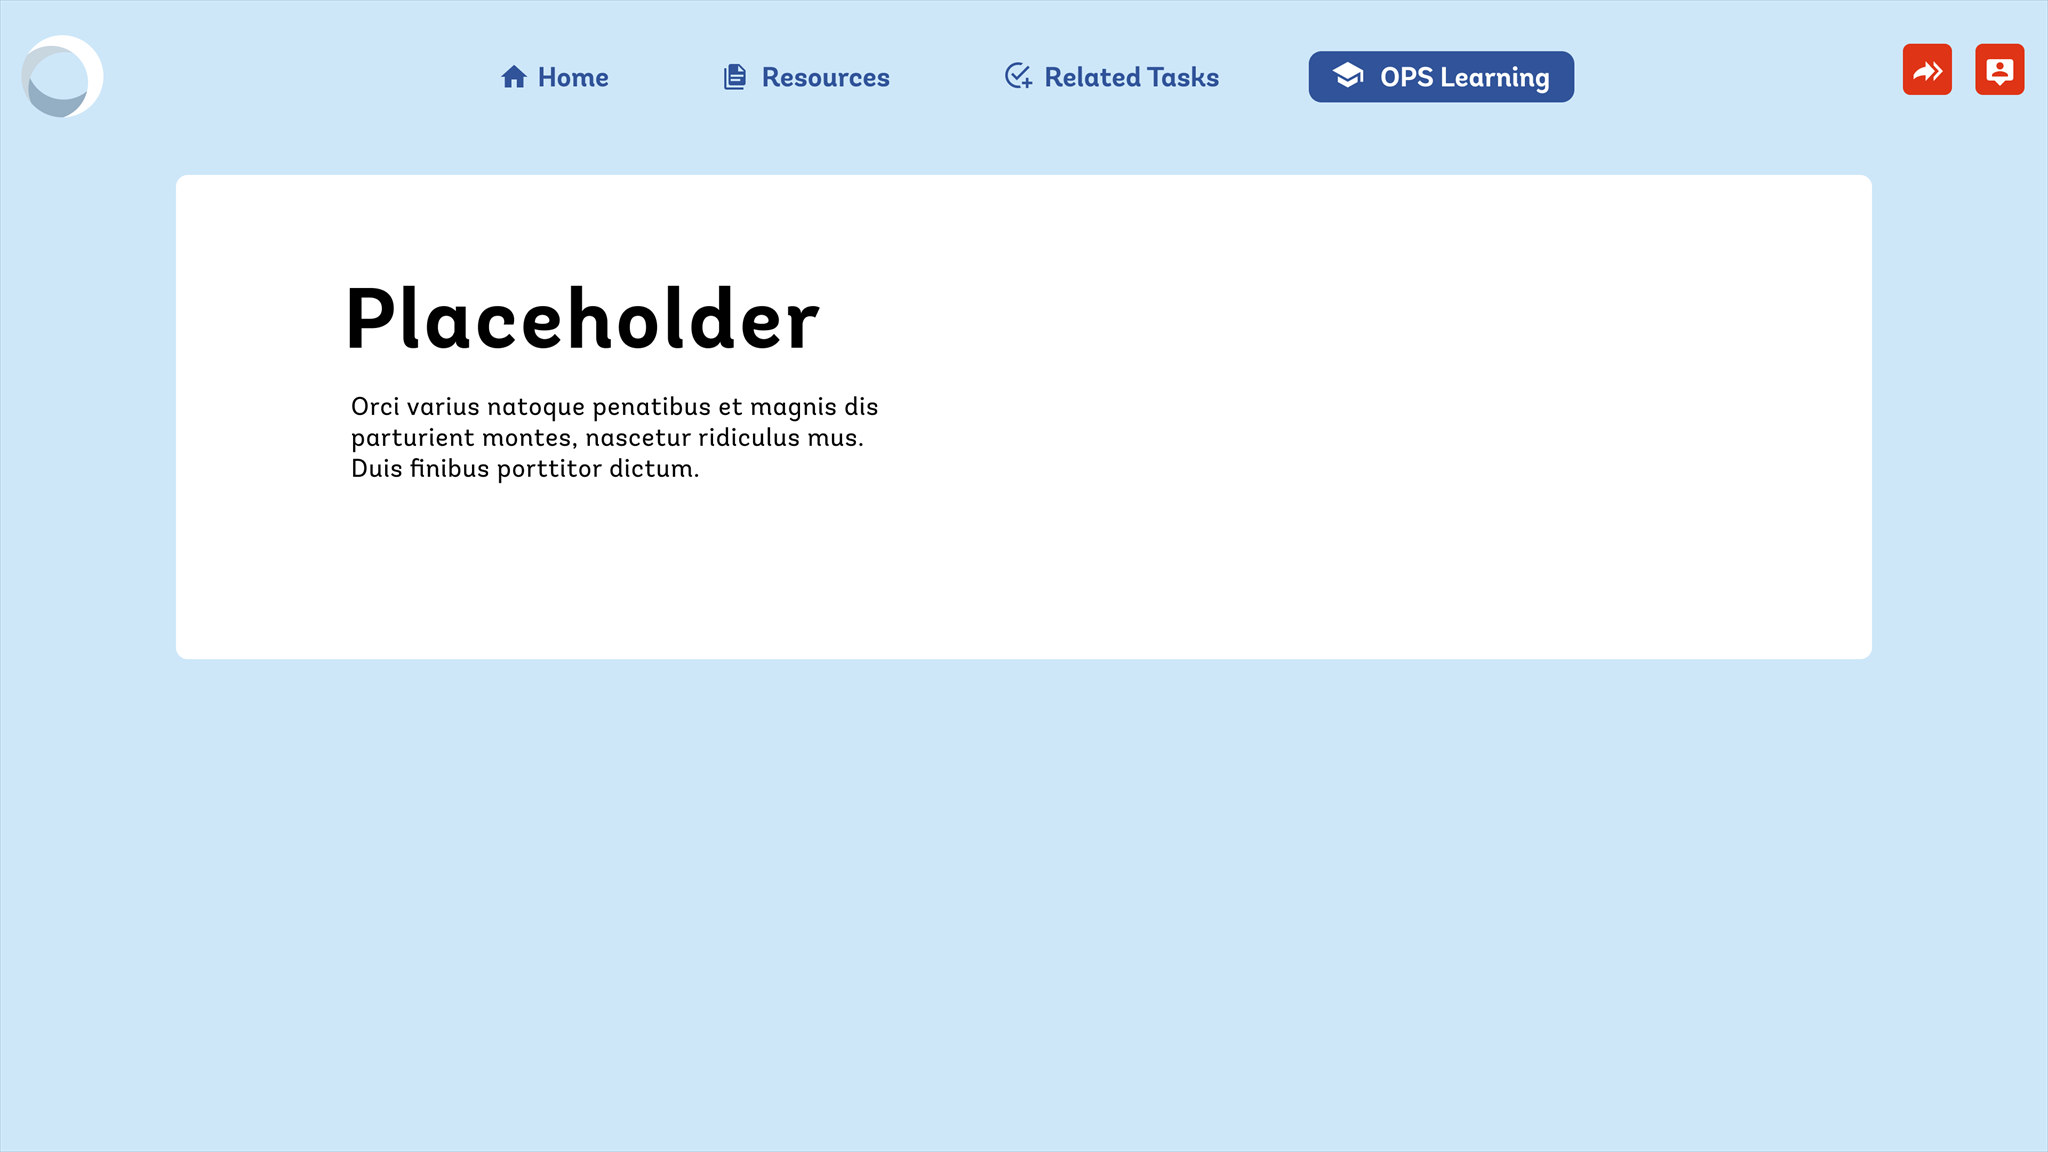 Home
Resources
Related Tasks
OPS Learning
Placeholder
Orci varius natoque penatibus et magnis dis
parturient montes, nascetur ridiculus mus.
Duis finibus porttitor dictum.